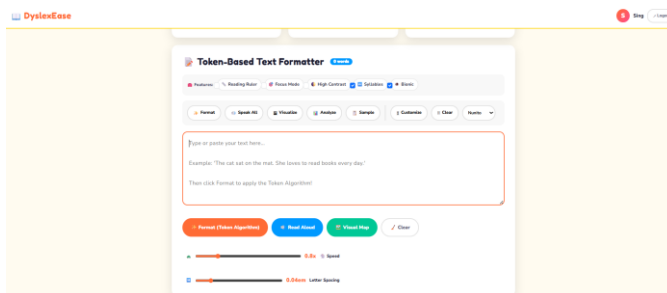 DyslexEase
S Sing
Token-Based Text Formatter 0 words
Features: Reading Ruler Focus Mode High Contrast Syllables Bionic
Format Speak All Visualize Analyze Sample Customize Clear Nunito
Type or paste your text here...
Example: "The cat sat on the mat. She loves to read books every day."
Then click Format to apply the Token Algorithm!
Format (Token Algorithm) Read Aloud Visual Map Clear
0.8x Speed
0.04em Letter Spacing